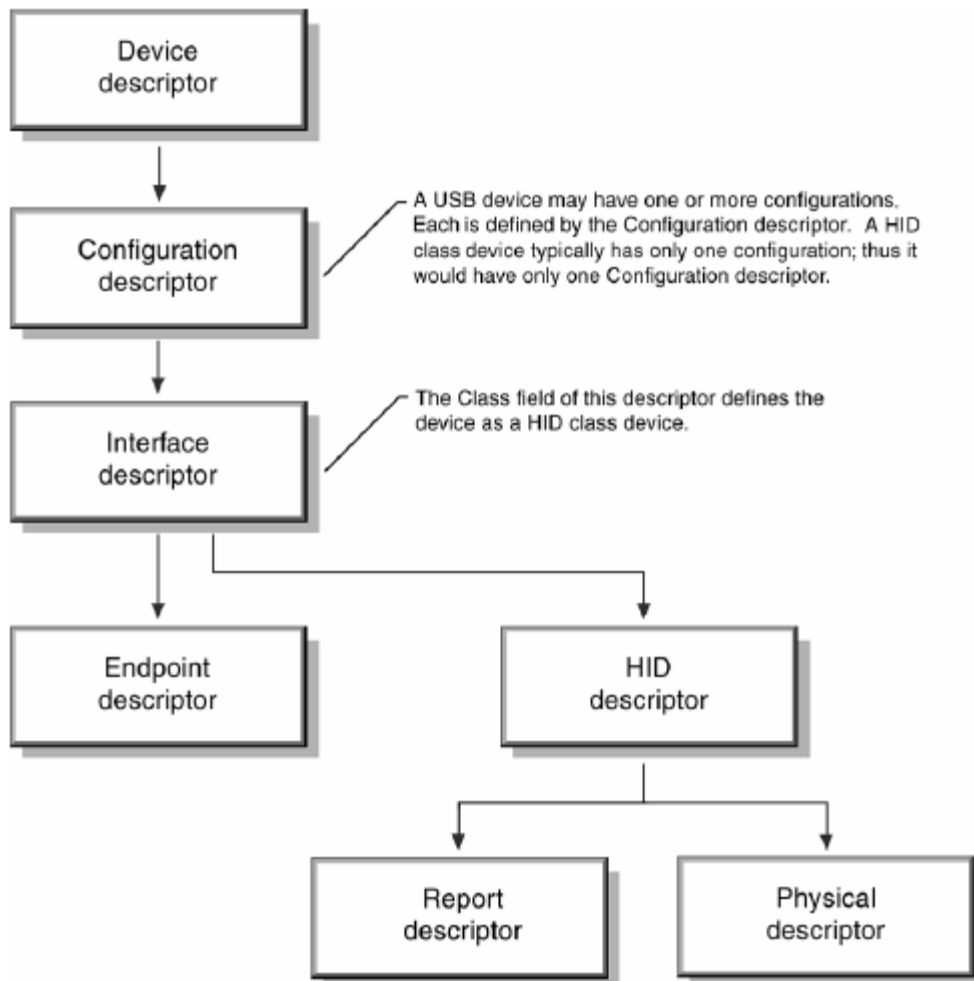 Device
descriptor
A USB device may have one or more configurations.
Each is defined by the Configuration descriptor. A HID
class device typically has only one configuration; thus it
would have only one Configuration descriptor.
Configuration
descriptor
The Class field of this descriptor defines the
device as a HID class device.
Interface
descriptor
Endpoint
descriptor
HID
descriptor
Report
descriptor
Physical
descriptor